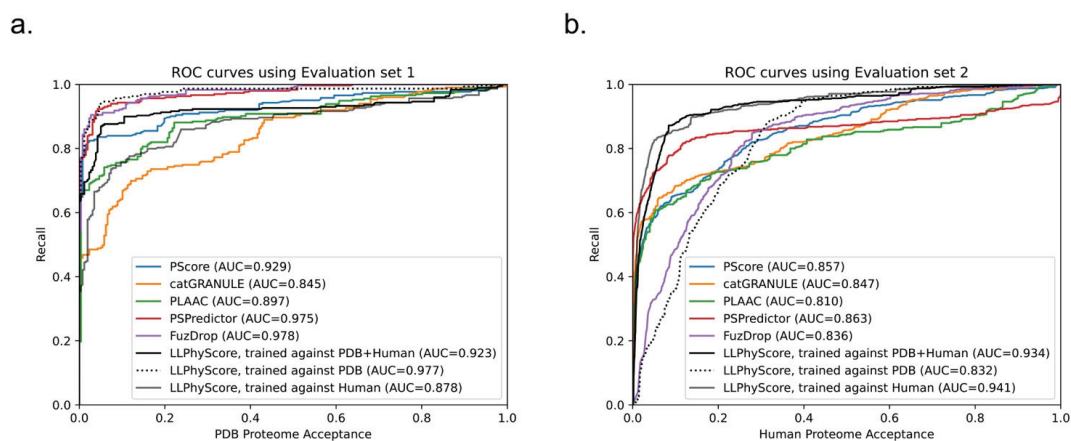 a.
ROC curves using Evaluation set 1
1.0
0.8
0.6
0.4
0.2
0.0
Recall
PScore (AUC=0.929)
catGRANULE (AUC=0.845)
PLAAC (AUC=0.897)
PSPredictor (AUC=0.975)
FuzDrop (AUC=0.978)
LLPhyScore, trained against PDB+Human (AUC=0.923)
LLPhyScore, trained against PDB (AUC=0.977)
LLPhyScore, trained against Human (AUC=0.878)
0.0 0.2 0.4 0.6 0.8 1.0
PDB Proteome Acceptance
b.
ROC curves using Evaluation set 2
1.0
0.8
0.6
0.4
0.2
0.0
Recall
PScore (AUC=0.857)
catGRANULE (AUC=0.847)
PLAAC (AUC=0.810)
PSPredictor (AUC=0.863)
FuzDrop (AUC=0.836)
LLPhyScore, trained against PDB+Human (AUC=0.934)
LLPhyScore, trained against PDB (AUC=0.832)
LLPhyScore, trained against Human (AUC=0.941)
0.0 0.2 0.4 0.6 0.8 1.0
Human Proteome Acceptance